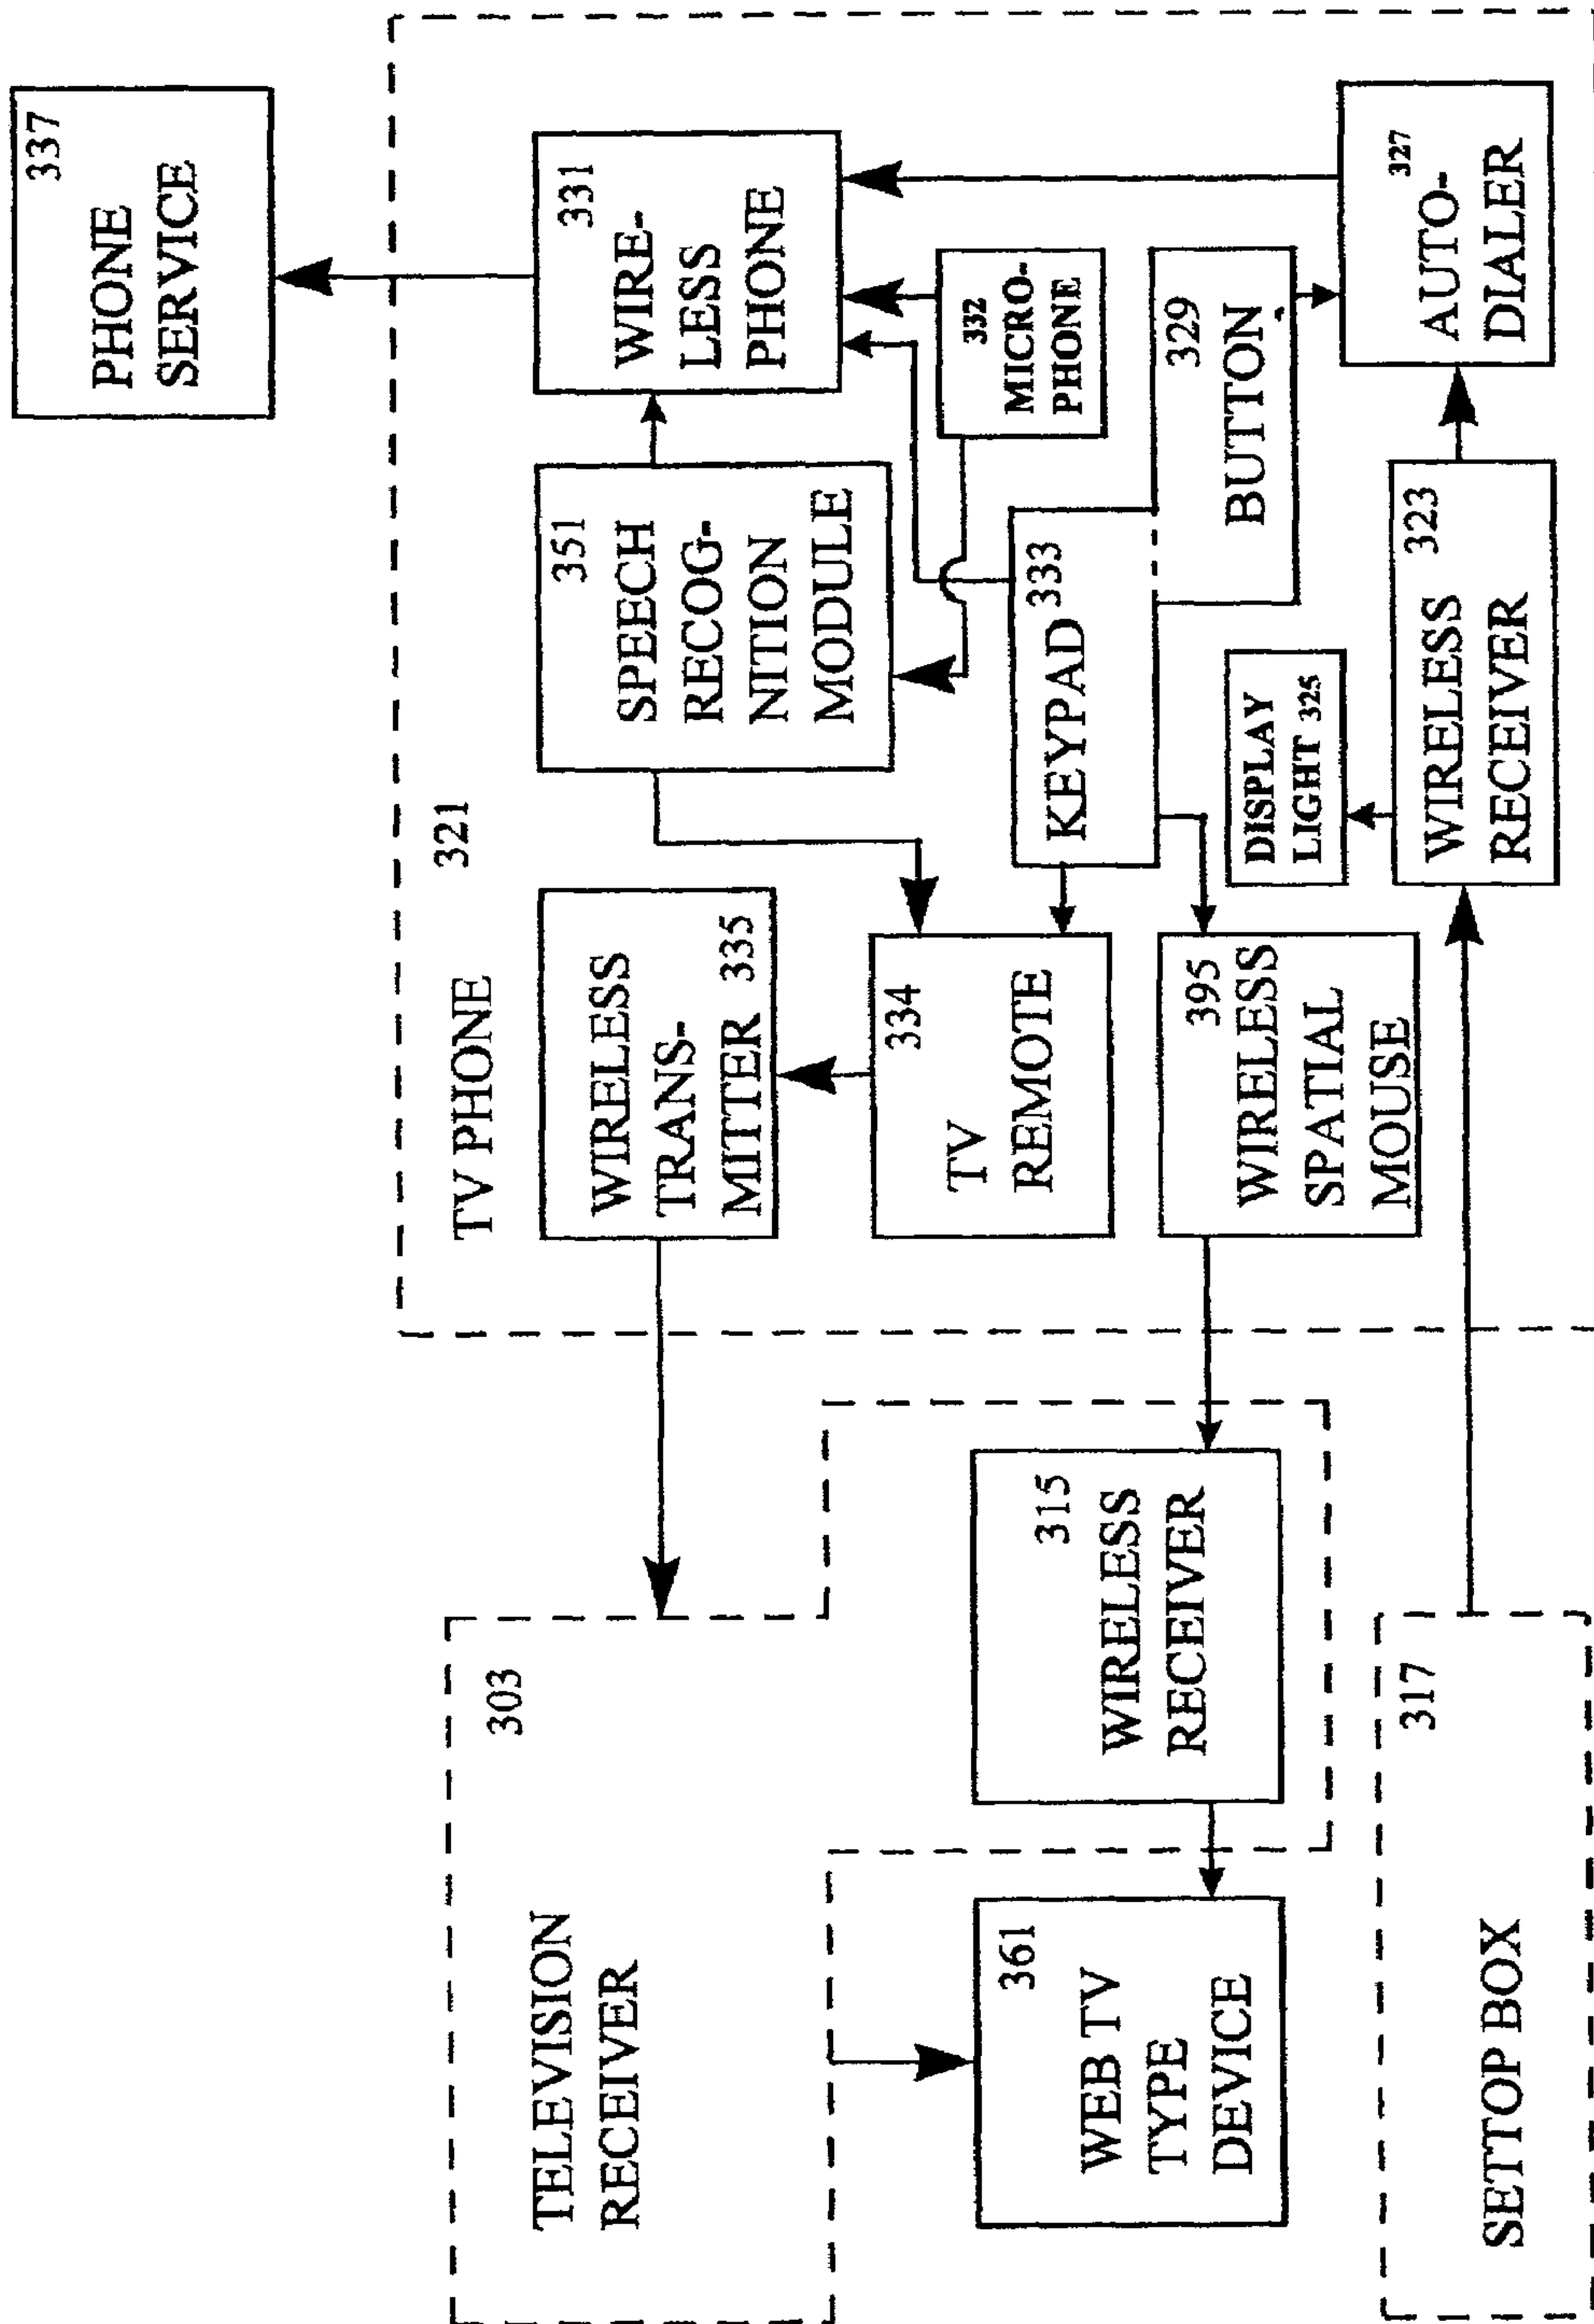 337
PHONE
SERVICE
TV PHONE 321
WIRELESS
TRANS-
MITTER 335
351
SPEECH
RECOG-
NITION
MODULE
331
WIRE-
LESS
PHONE
303
TELEVISION
RECEIVER
334
TV
REMOTE
332
MICRO-
PHONE
KEYPAD 333
329
BUTTON
361
WEB TV
TYPE
DEVICE
315
WIRELESS
RECEIVER
395
WIRELESS
SPATIAL
MOUSE
DISPLAY
LIGHT 325
317
SETTOP BOX
323
WIRELESS
RECEIVER
327
AUTO-
DIALER